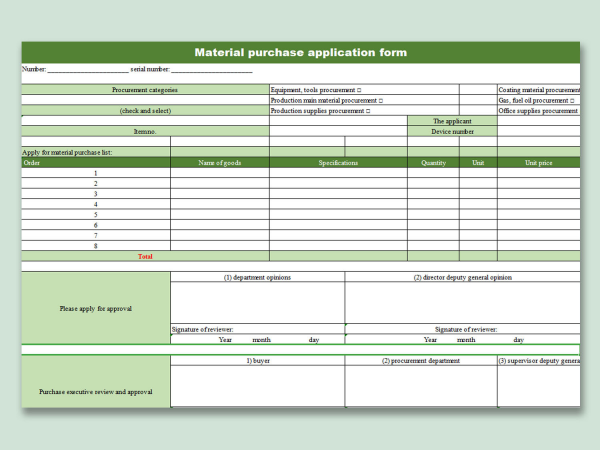 Material purchase application form
Number: ________________________ serial number: ________________________
Procurement categories
Equipment, tools procurement □
Coating material procurement
Production main material procurement □
Gas, fuel oil procurement □
(check and select)
Production supplies procurement □
Office supplies procurement
The applicant
Item no.
Device number
Apply for material purchase list:
Order Name of goods Specifications Quantity Unit Unit price
1
2
3
4
5
6
7
8
Total
(1) department opinions (2) director deputy general opinion
Please apply for approval
Signature of reviewer: Signature of reviewer:
Year month day Year month day
1) buyer (2) procurement department (3) supervisor deputy genera
Purchase executive review and approval